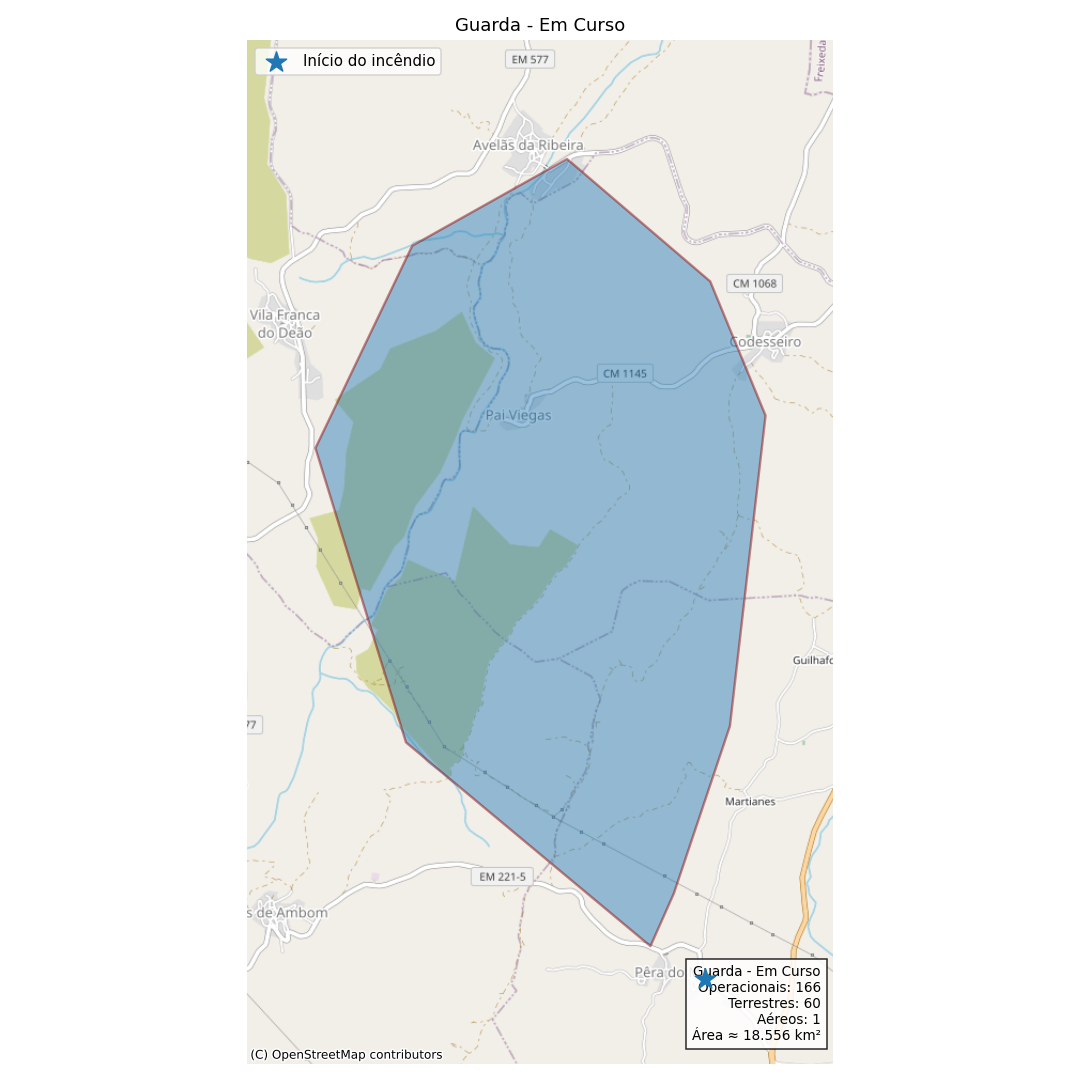 Guarda - Em Curso
Início do incêndio
EM 577
Freixeda
Avelãs da Ribeira
CM 1068
Vila Franca
do Deão
Codesseiro
CM 1145
Pai Viegas
Guilhafo
77
Martianes
EM 221-5
s de Ambom
Pêra do
Guarda - Em Curso
Operacionais: 166
Terrestres: 60
Aéreos: 1
Área ≈ 18.556 km²
(C) OpenStreetMap contributors